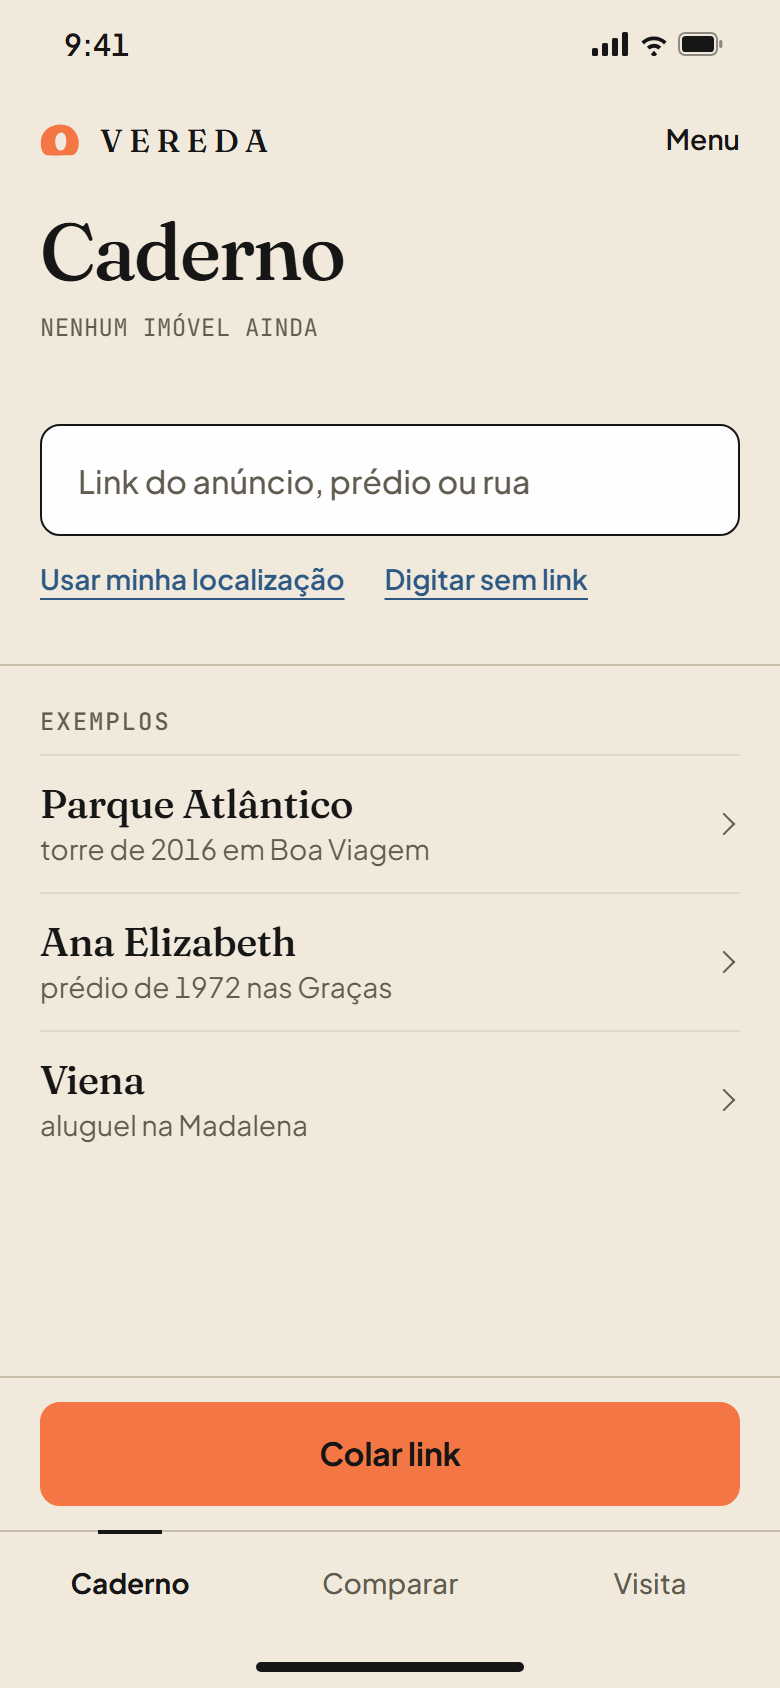 9:41
VEREDA
Menu
Caderno
NENHUM IMÓVEL AINDA
Link do anúncio, prédio ou rua
Usar minha localização
Digitar sem link
EXEMPLOS
Parque Atlântico
torre de 2016 em Boa Viagem
Ana Elizabeth
prédio de 1972 nas Graças
Viena
aluguel na Madalena
Colar link
Caderno
Comparar
Visita